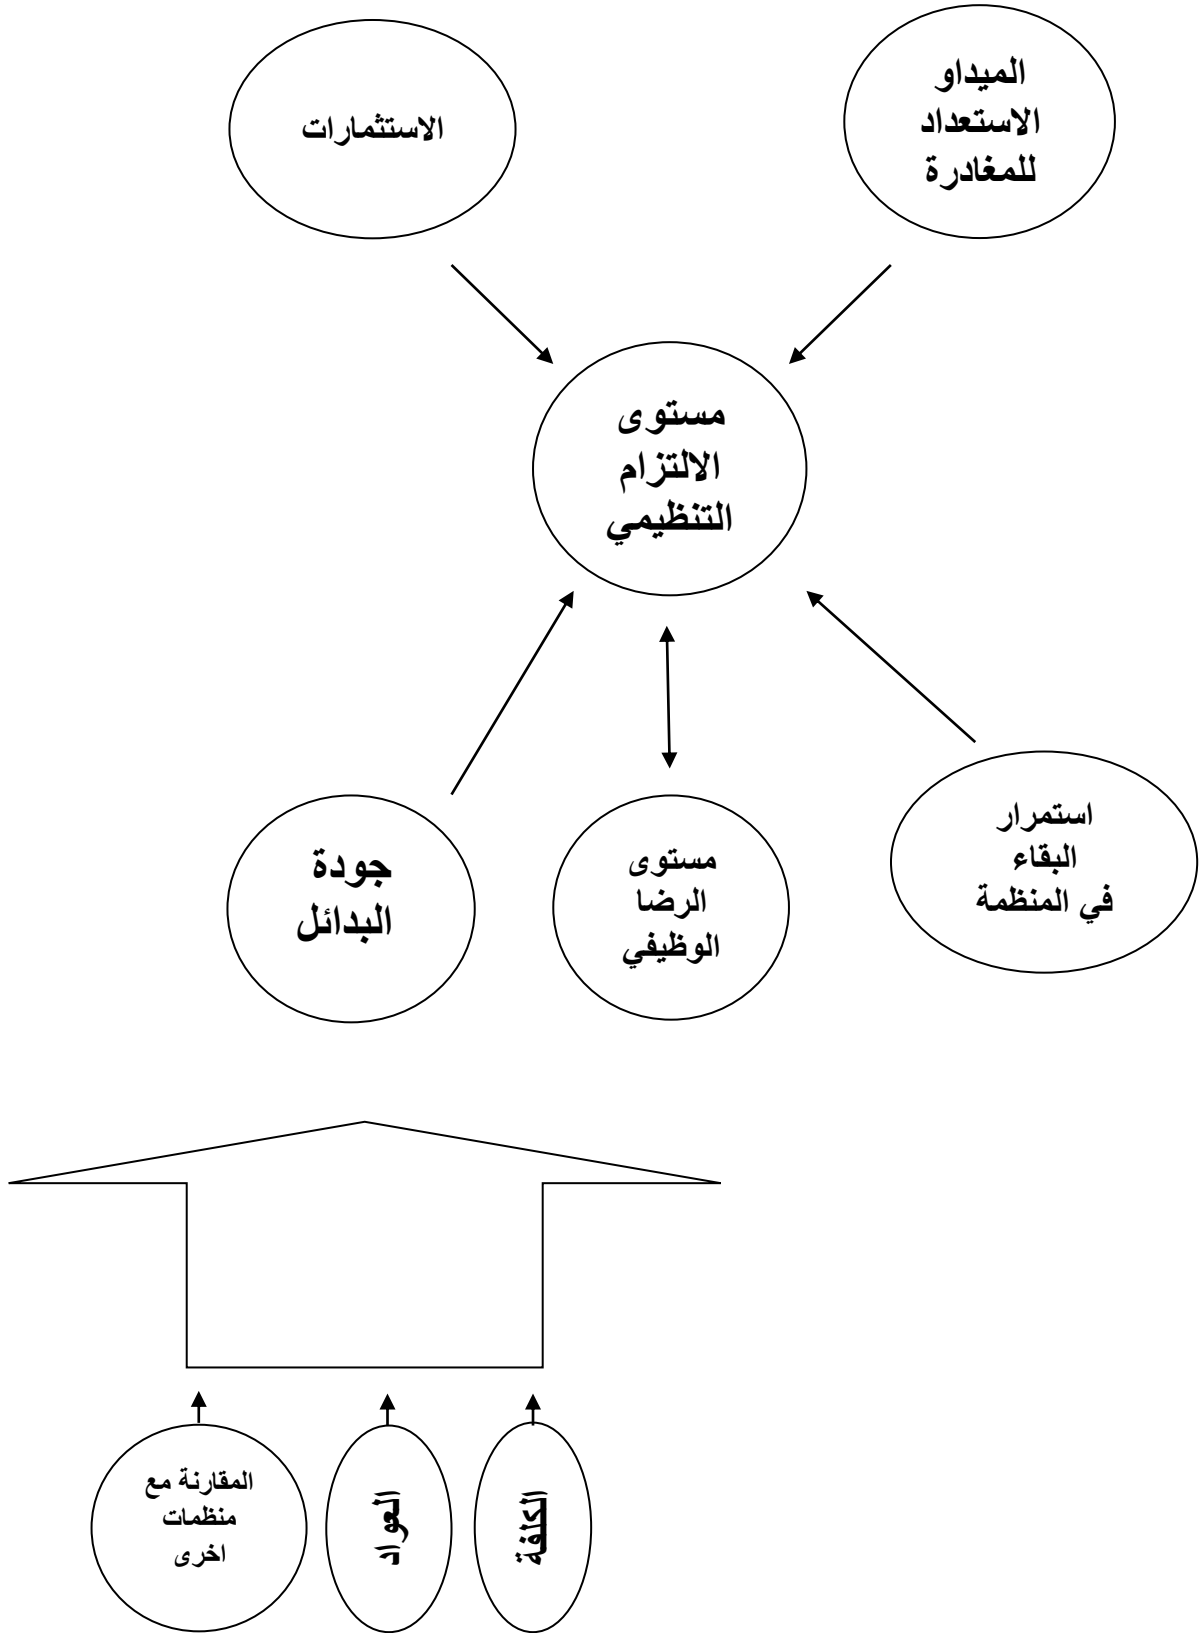 الميداو
الاستعداد
للمغادرة
الاستثمارات
مستوى
الالتزام
التنظيمي
استمرار
البقاء
في المنظمة
مستوى
الرضا
الوظيفي
جودة
البدائل
الكلفة
العواد
المقارنة مع
منظمات
اخرى